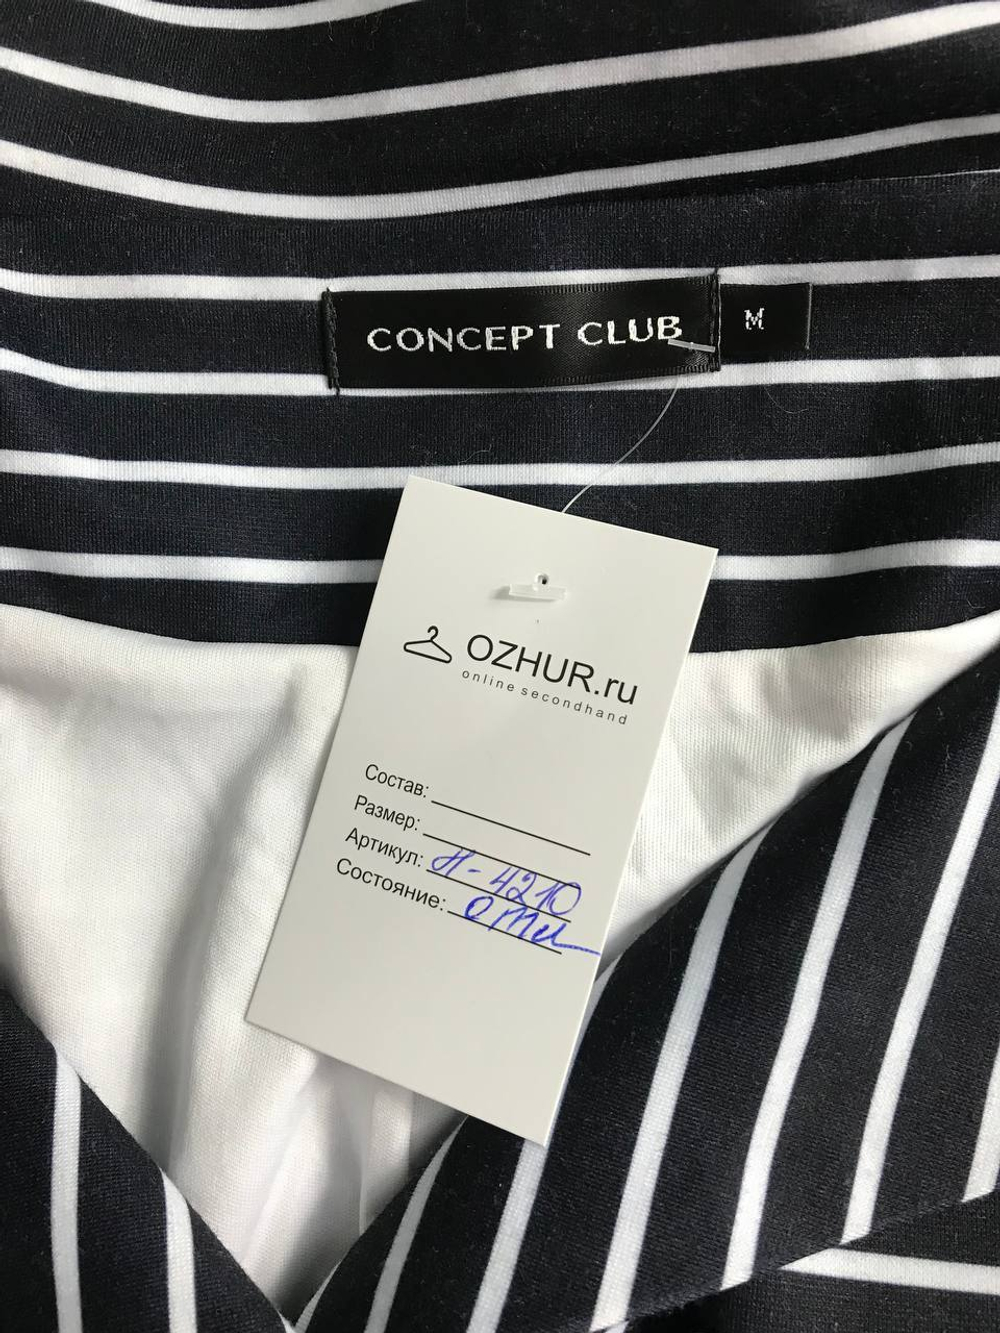 CONCEPT CLUB
M
OZHUR.ru
online secondhand
Состав:
Размер:
Артикул: Н-4210
Состояние: отл